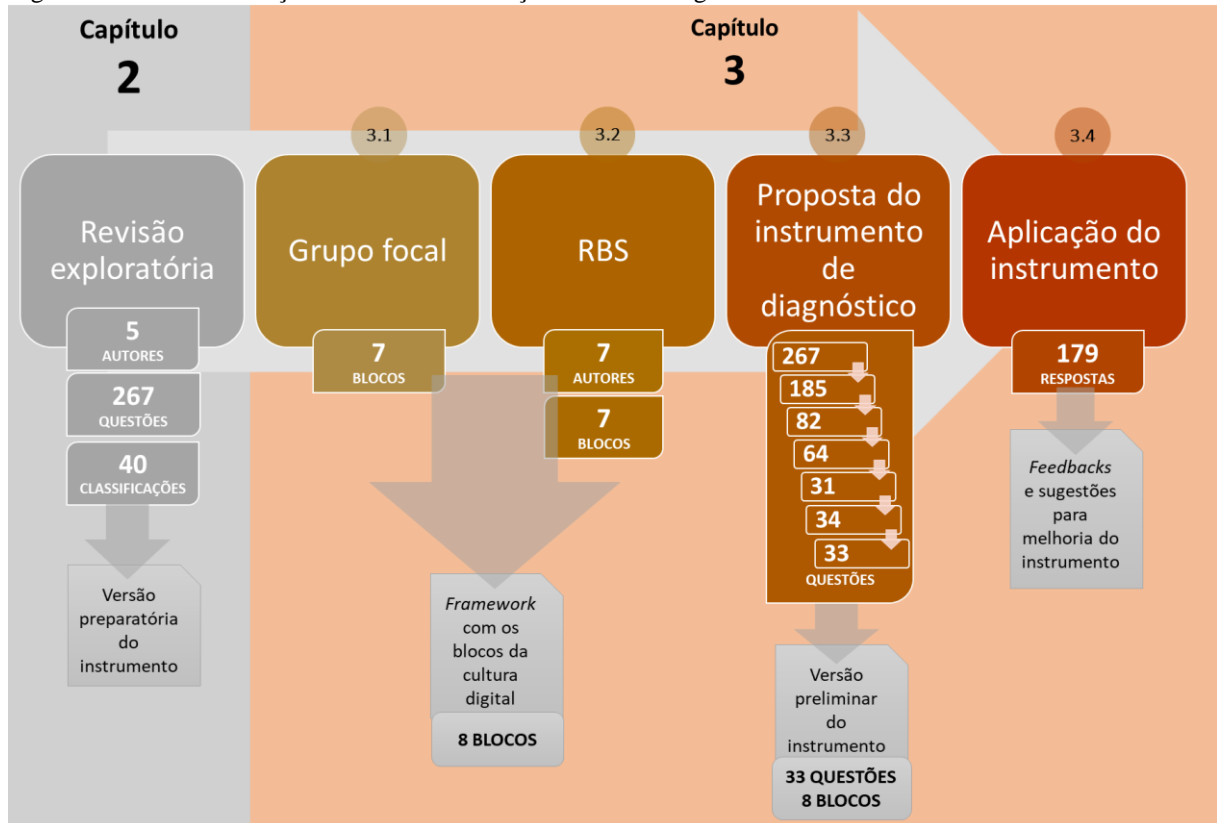 Capítulo
2
Capítulo
3
3.1
3.2
3.3
3.4
Revisão
exploratória
5
AUTORES
267
QUESTÕES
40
CLASSIFICAÇÕES
Versão
preparatória
do
instrumento
Grupo focal
7
BLOCOS
RBS
7
AUTORES
7
BLOCOS
Framework
com os
blocos da
cultura
digital
8 BLOCOS
Proposta do
instrumento
de
diagnóstico
267
185
82
64
31
34
33
QUESTÕES
Versão
preliminar
do
instrumento
33 QUESTÕES
8 BLOCOS
Aplicação do
instrumento
179
RESPOSTAS
Feedbacks
e sugestões
para
melhoria do
instrumento